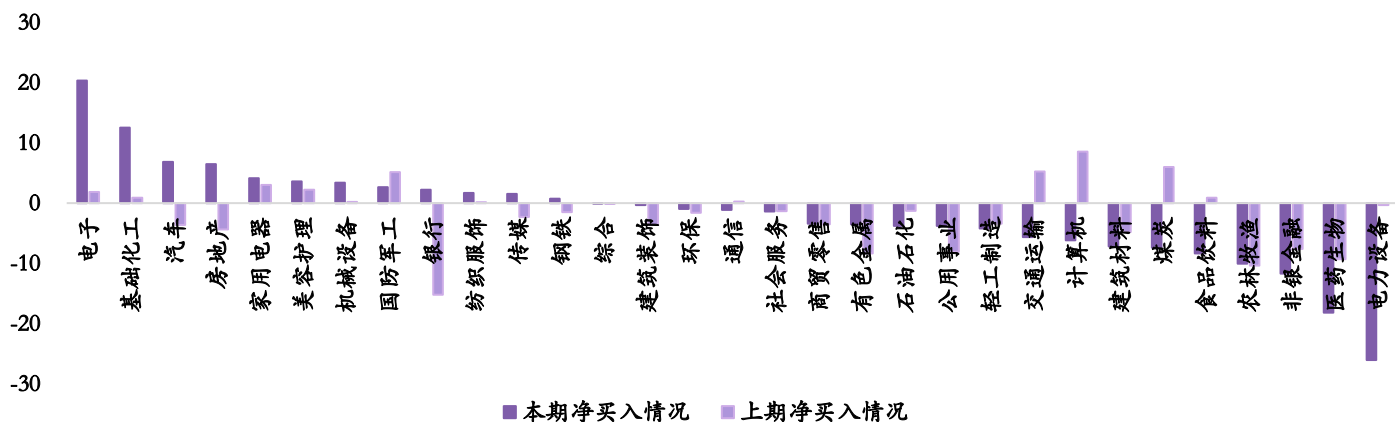 30
20
10
0
-10
-20
-30
电子
基础化工
汽车
房地产
家用电器
美容护理
机械设备
国防军工
银行
纺织服饰
传媒
钢铁
综合
建筑装饰
环保
通信
社会服务
商贸零售
有色金属
石油石化
公用事业
轻工制造
交通运输
计算机
建筑材料
煤炭
食品饮料
农林牧渔
非银金融
医药生物
电力设备
本期净买入情况 上期净买入情况